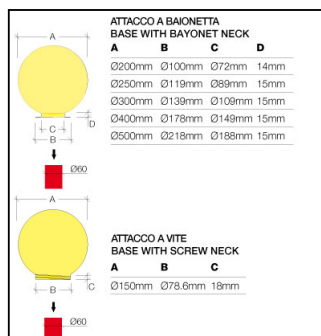 ATTACCO A BAIONETTA
BASE WITH BAYONET NECK
A B C D
Ø200mm Ø100mm Ø72mm 14mm
Ø250mm Ø119mm Ø89mm 15mm
Ø300mm Ø139mm Ø109mm 15mm
Ø400mm Ø178mm Ø149mm 15mm
Ø500mm Ø218mm Ø188mm 15mm
A
D
C
B
Ø60
A
ATTACCO A VITE
BASE WITH SCREW NECK
A B C
Ø150mm Ø78.6mm 18mm
B
C
Ø60